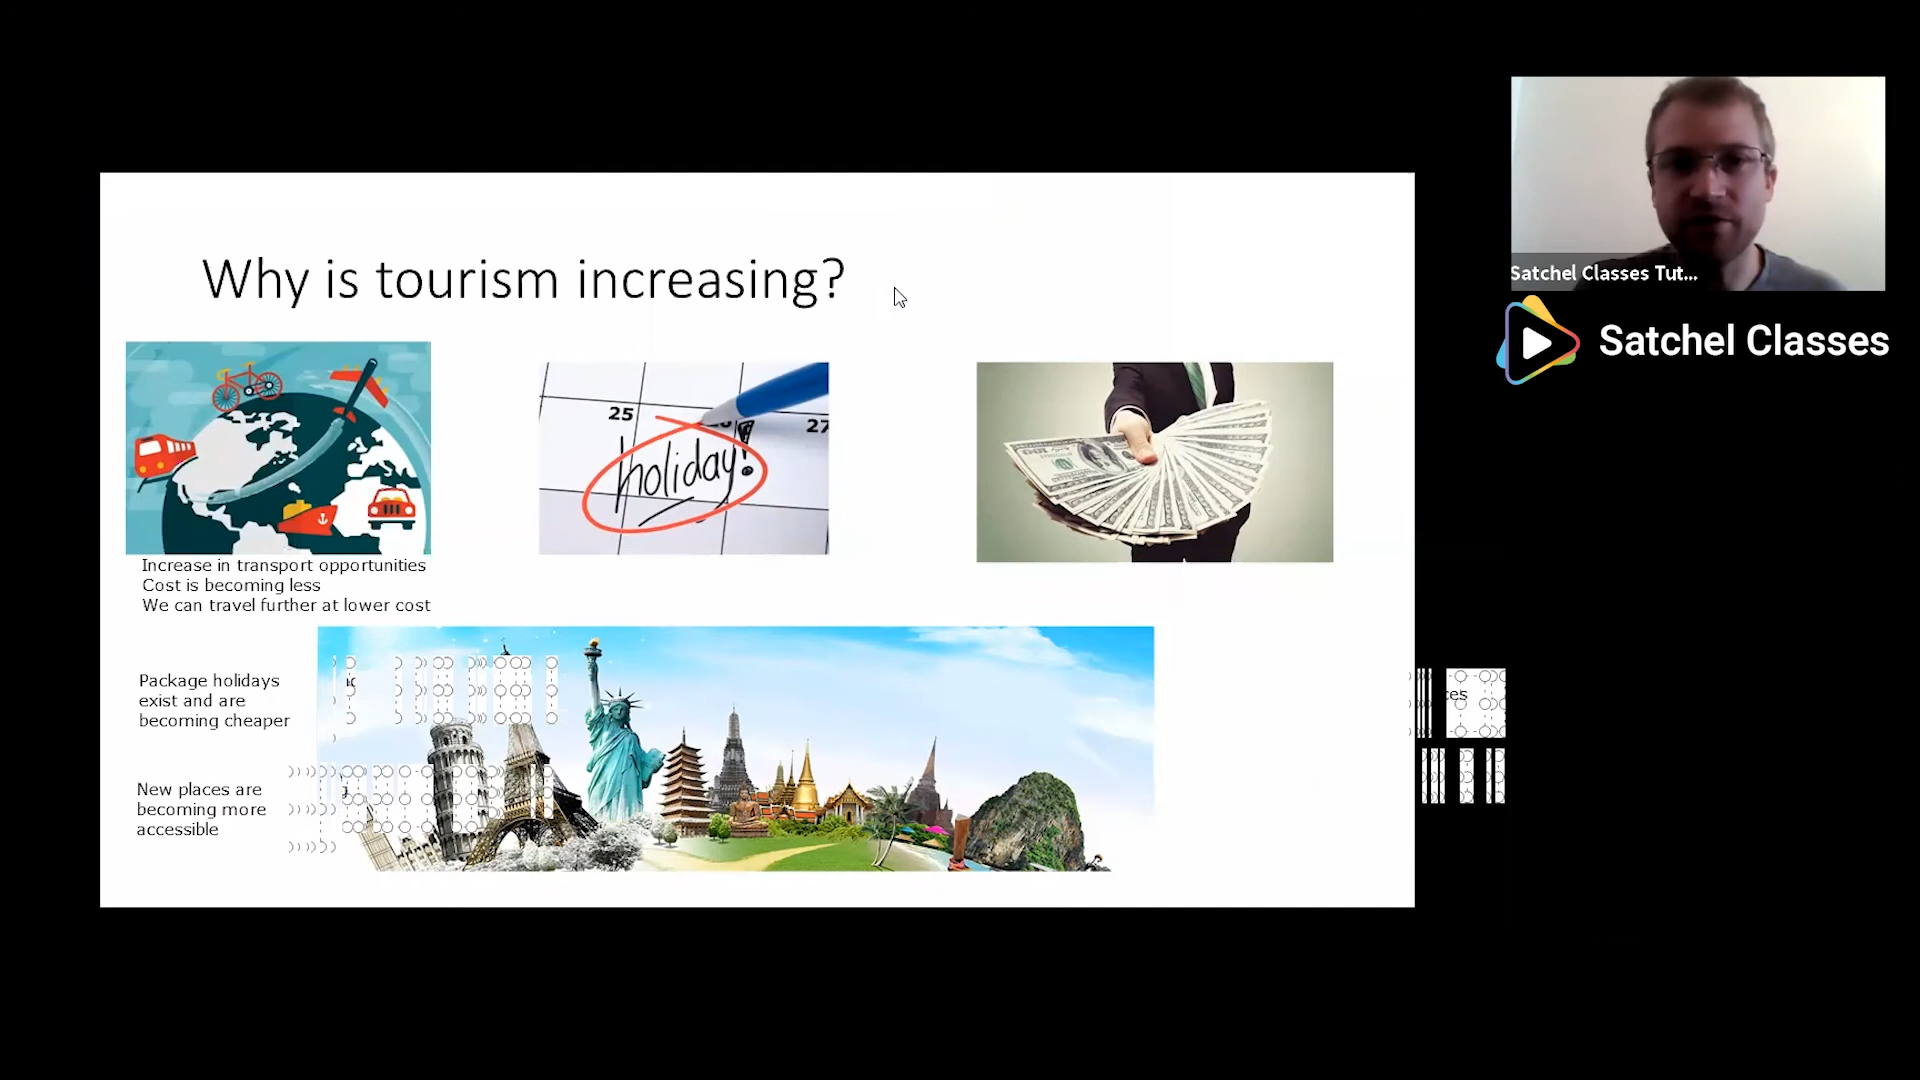 Why is tourism increasing?
25
27
holiday!
Increase in transport opportunities
Cost is becoming less
We can travel further at lower cost
Package holidays
exist and are
becoming cheaper
New places are
becoming more
accessible
Satchel Classes Tut...
Satchel Classes